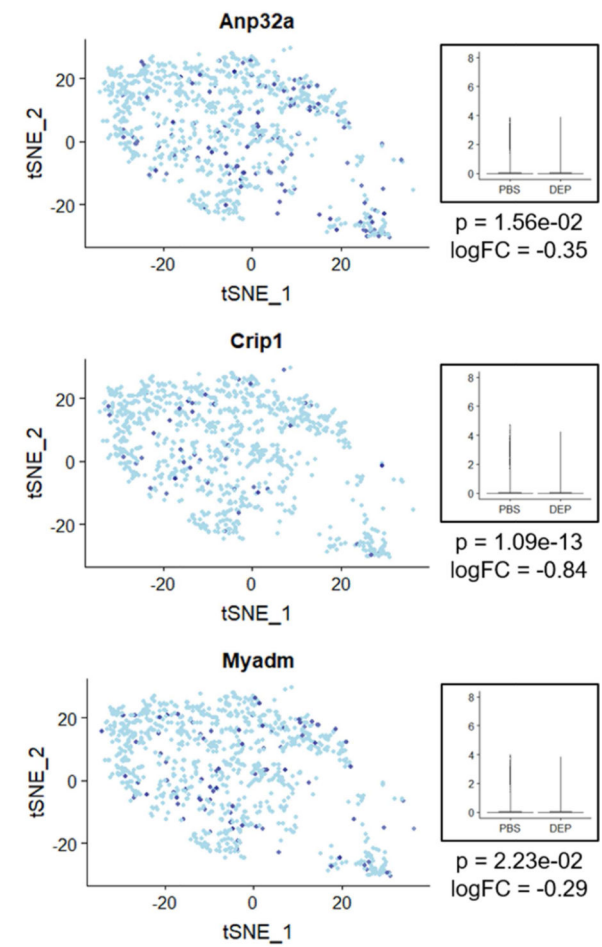 Anp32a
tSNE_2
20
0
-20
-20
0
20
tSNE_1
8
6
4
2
0
PBS
DEP
p = 1.56e-02
logFC = -0.35
Crip1
tSNE_2
20
0
-20
-20
0
20
tSNE_1
8
6
4
2
0
PBS
DEP
p = 1.09e-13
logFC = -0.84
Myadm
tSNE_2
20
0
-20
-20
0
20
tSNE_1
8
6
4
2
0
PBS
DEP
p = 2.23e-02
logFC = -0.29